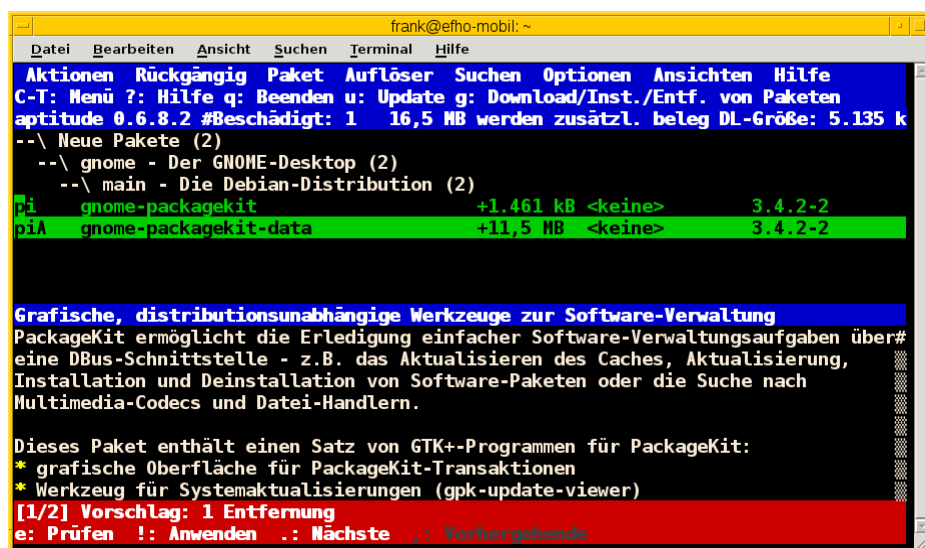 frank@efho-mobil: ~
Datei Bearbeiten Ansicht Suchen Terminal Hilfe
Aktionen Rückgängig Paket Auflöser Suchen Optionen Ansichten Hilfe
C-T: Menü ?: Hilfe q: Beenden u: Update g: Download/Inst./Entf. von Paketen
aptitude 0.6.8.2 #Beschädigt: 1 16,5 MB werden zusätzl. beleg DL-Größe: 5.135 k
--\ Neue Pakete (2)
--\ gnome - Der GNOME-Desktop (2)
--\ main - Die Debian-Distribution (2)
pi gnome-packagekit +1.461 kB <keine> 3.4.2-2
piA gnome-packagekit-data +11,5 MB <keine> 3.4.2-2
Grafische, distributionsunabhängige Werkzeuge zur Software-Verwaltung
PackageKit ermöglicht die Erledigung einfacher Software-Verwaltungsaufgaben über#
eine DBus-Schnittstelle - z.B. das Aktualisieren des Caches, Aktualisierung,
Installation und Deinstallation von Software-Paketen oder die Suche nach
Multimedia-Codecs und Datei-Handlern.
Dieses Paket enthält einen Satz von GTK+-Programmen für PackageKit:
* grafische Oberfläche für PackageKit-Transaktionen
* Werkzeug für Systemaktualisierungen (gpk-update-viewer)
[1/2] Vorschlag: 1 Entfernung
e: Prüfen !: Anwenden .: Nächste ,: Vorhergehende